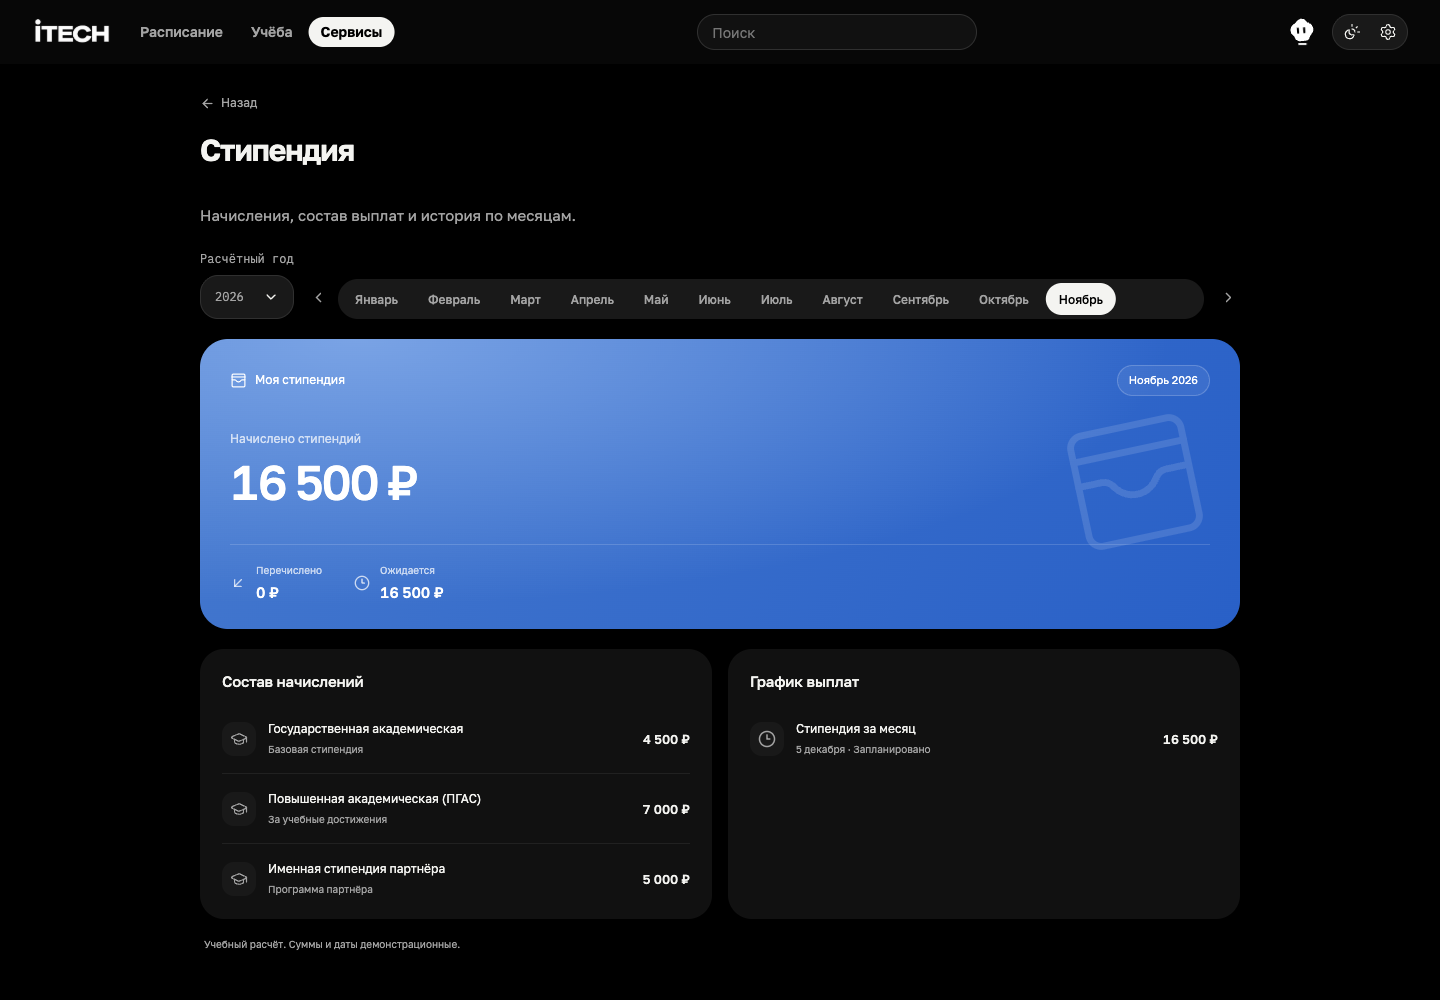 iTECH
Расписание
Учёба
Сервисы
Поиск
Назад
Стипендия
Начисления, состав выплат и история по месяцам.
Расчётный год
2026
Январь
Февраль
Март
Апрель
Май
Июнь
Июль
Август
Сентябрь
Октябрь
Ноябрь
Моя стипендия
Ноябрь 2026
Начислено стипендий
16 500 ₽
Перечислено
0 ₽
Ожидается
16 500 ₽
Состав начислений
Государственная академическая
Базовая стипендия
4 500 ₽
Повышенная академическая (ПГАС)
За учебные достижения
7 000 ₽
Именная стипендия партнёра
Программа партнёра
5 000 ₽
График выплат
Стипендия за месяц
5 декабря · Запланировано
16 500 ₽
Учебный расчёт. Суммы и даты демонстрационные.